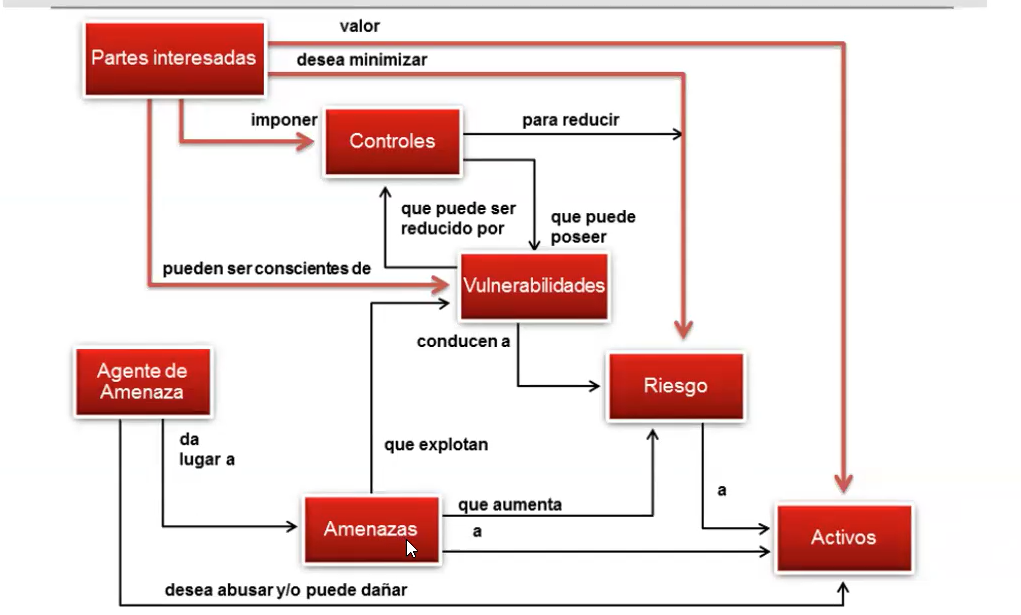 valor
Partes interesadas
desea minimizar
imponer
Controles
para reducir
que puede ser
reducido por
que puede
poseer
pueden ser conscientes de
Vulnerabilidades
conducen a
Agente de
Amenaza
Riesgo
da
lugar a
que explotan
Amenazas
que aumenta
a
a
Activos
desea abusar y/o puede dañar